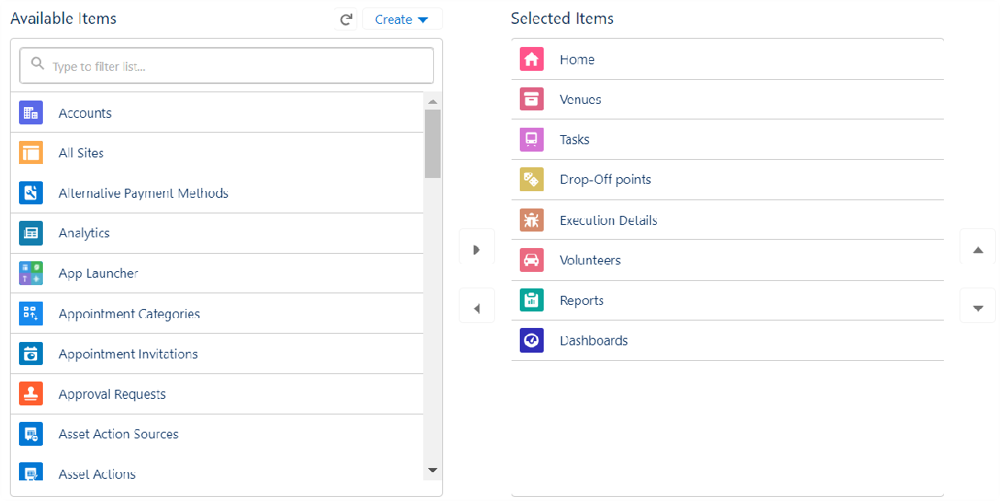 Available Items
Create
Type to filter list...
Accounts
All Sites
Alternative Payment Methods
Analytics
App Launcher
Appointment Categories
Appointment Invitations
Approval Requests
Asset Action Sources
Asset Actions
Selected Items
Home
Venues
Tasks
Drop-Off points
Execution Details
Volunteers
Reports
Dashboards